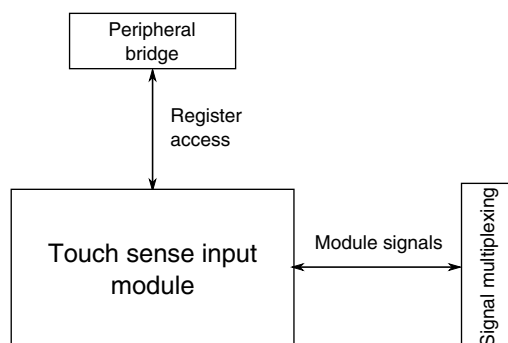 Peripheral
bridge
Register
access
Touch sense input
module
Module signals
Signal multiplexing